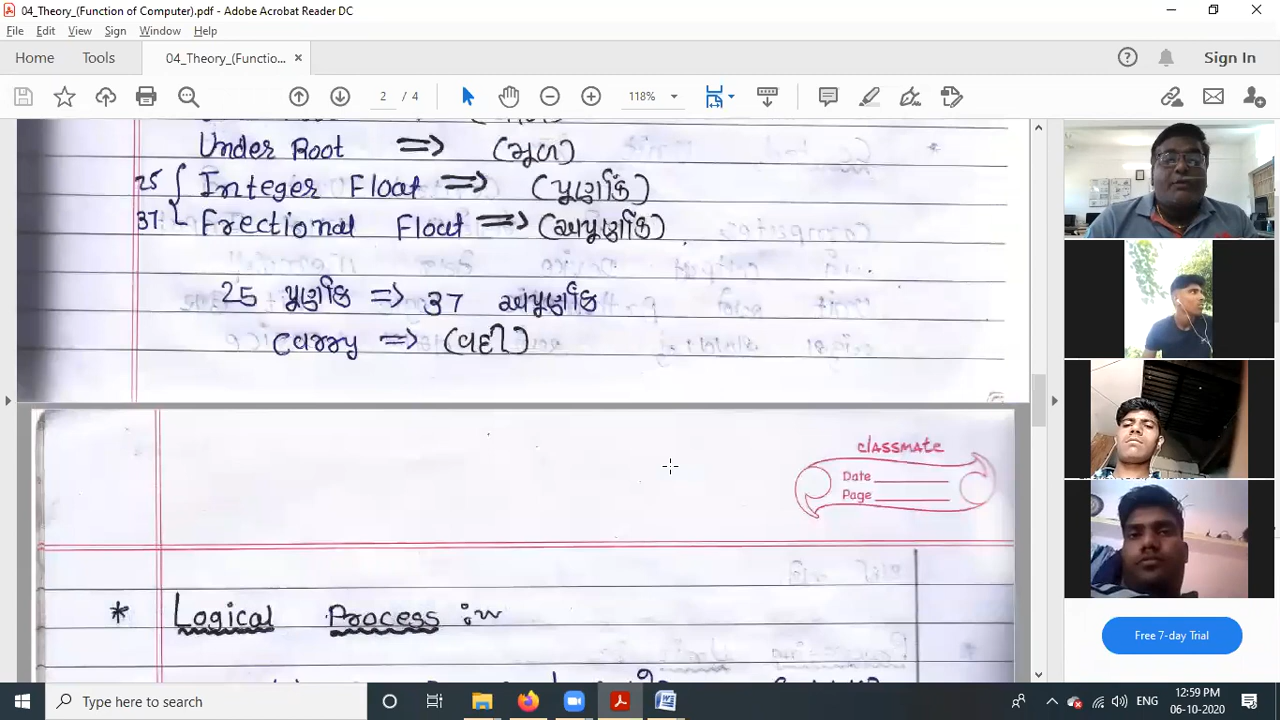 04_Theory_(Function of Computer).pdf - Adobe Acrobat Reader DC
File Edit View Sign Window Help
Home Tools 04_Theory_(Functio... Sign In
2 / 4 118%
Under Root => (મૂળ)
25 { Integer Float => (પૂર્ણાંક)
37 Frectional Float => (અપૂર્ણાંક)
25 પૂર્ણાંક => 37 અપૂર્ણાંક
Carry => (વદી)
classmate
Date
Page
* Logical Process :~
Free 7-day Trial
Type here to search
ENG 12:59 PM
06-10-2020